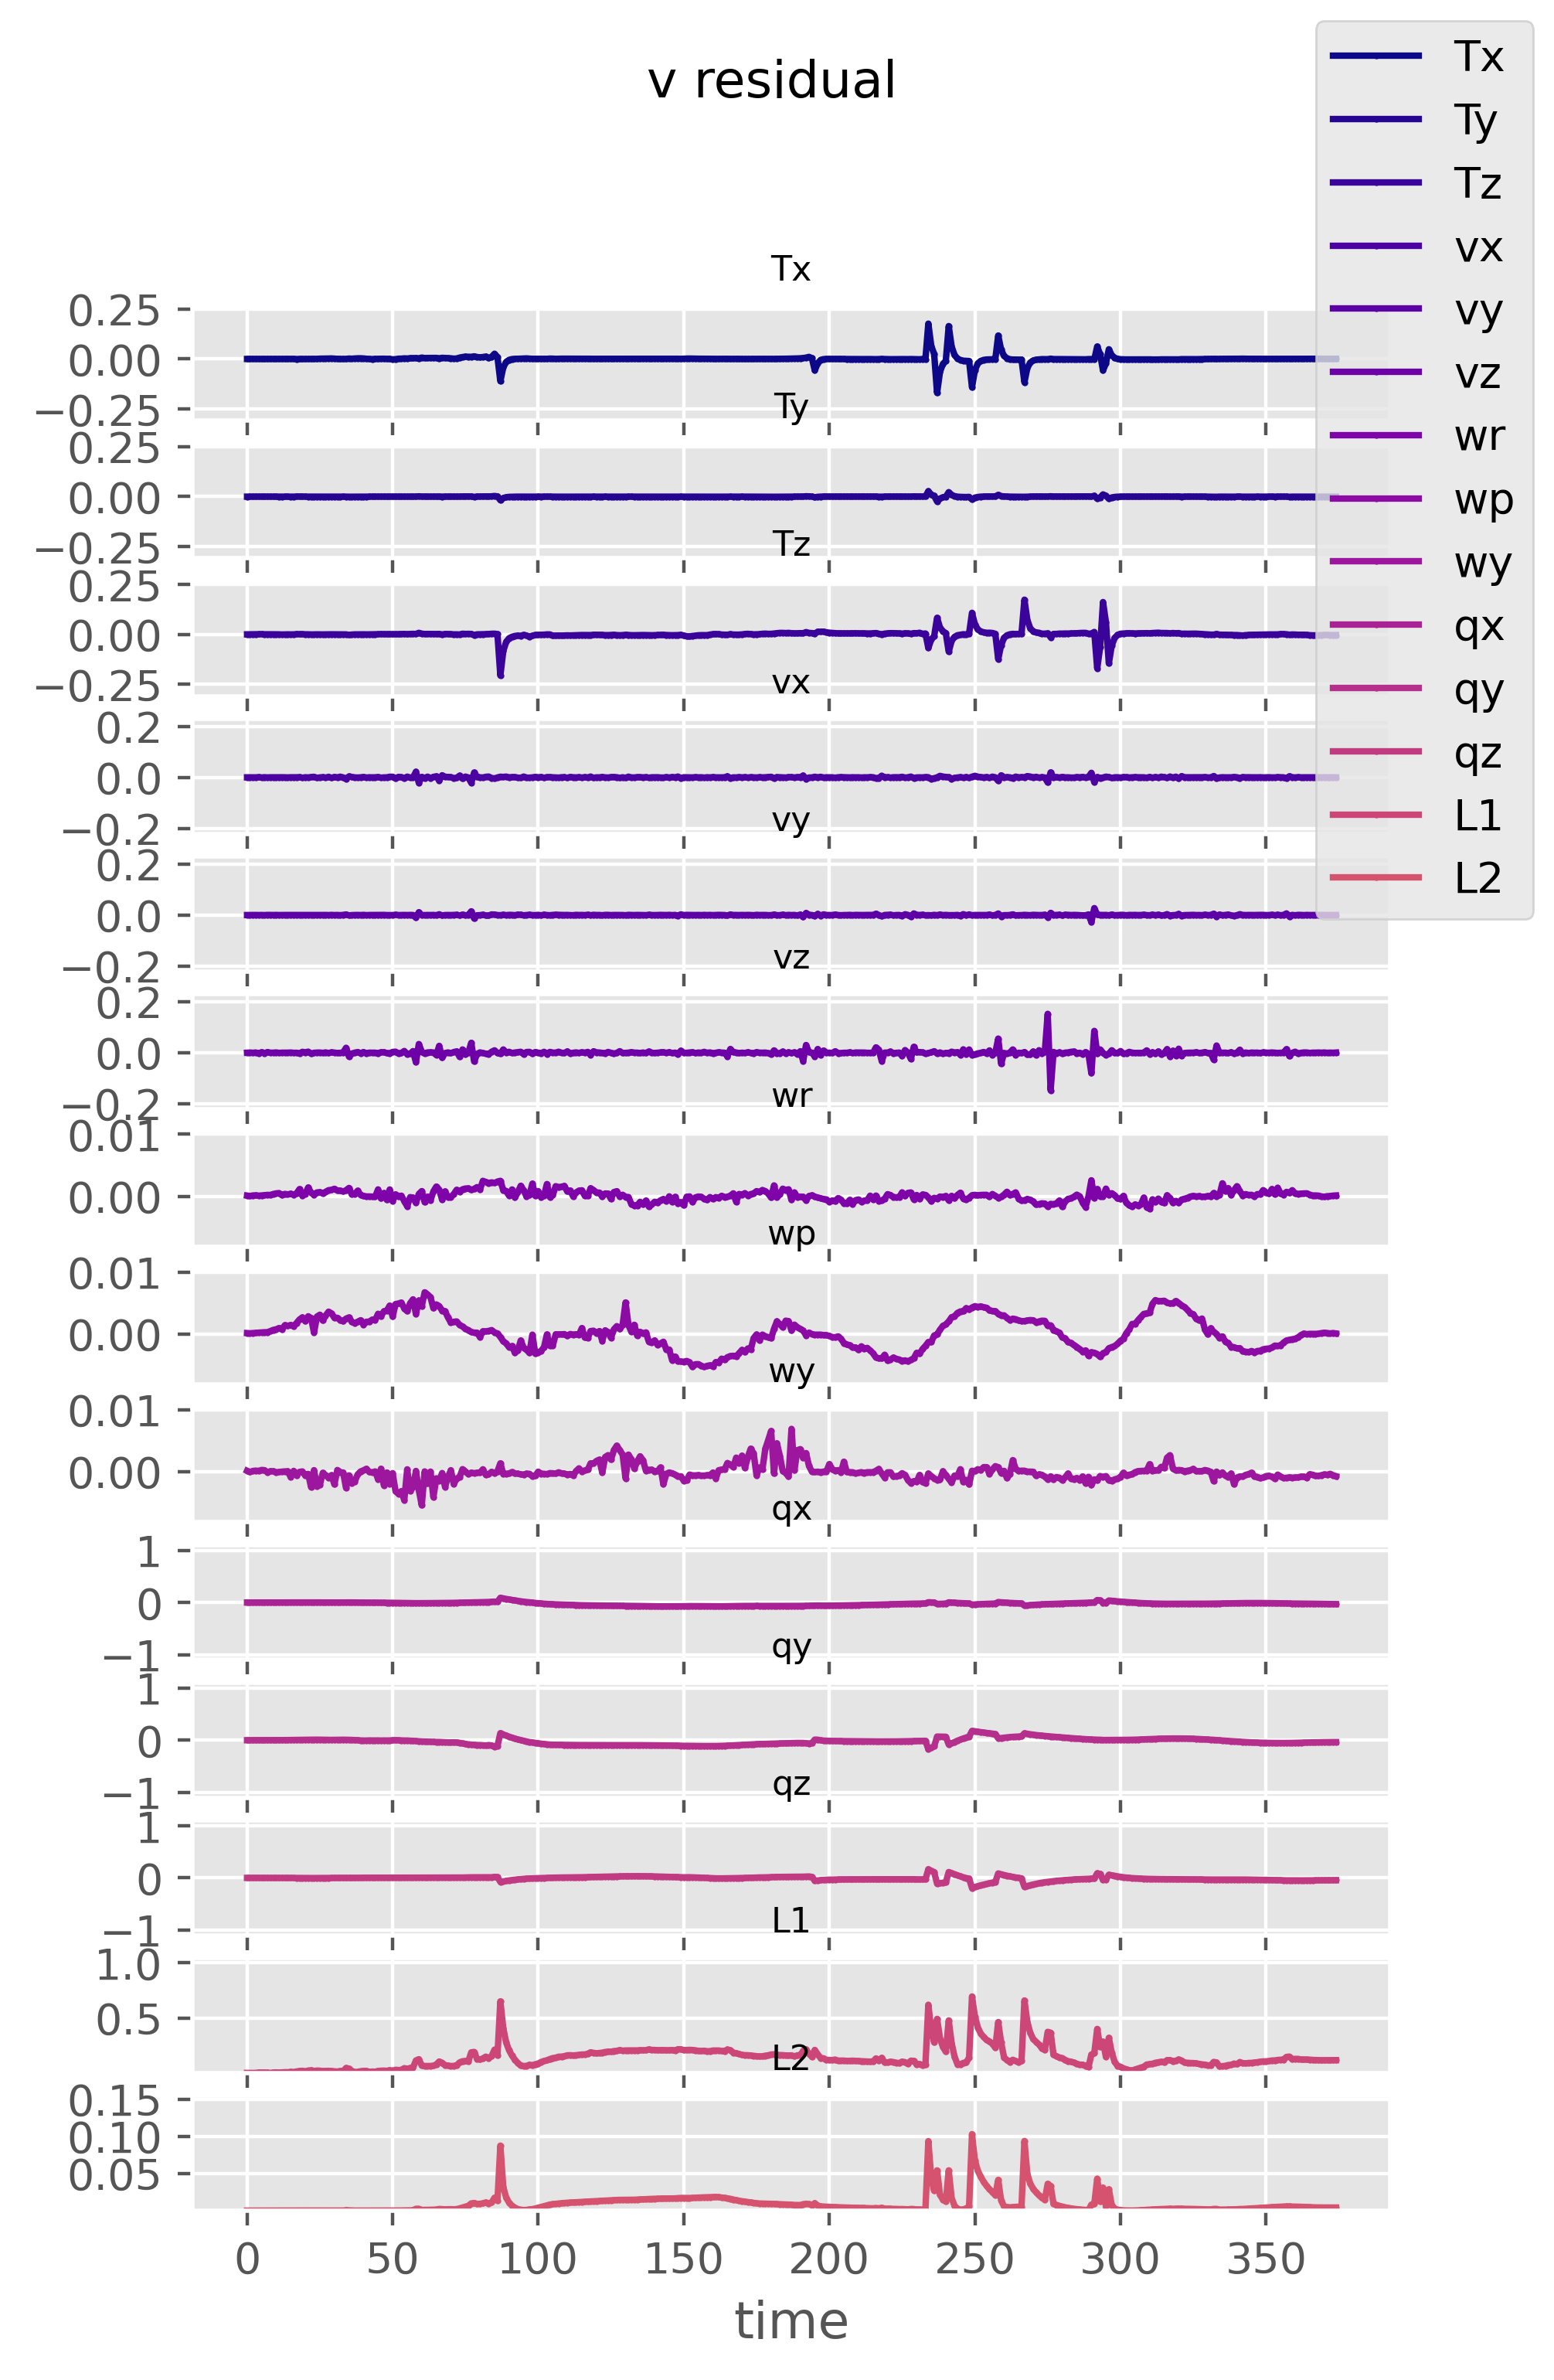 v residual
Tx
Ty
Tz
vx
vy
vz
wr
wp
wy
qx
qy
qz
L1
L2
Tx
0.25
0.00
−0.25
Ty
0.25
0.00
−0.25
Tz
0.25
0.00
−0.25
vx
0.2
0.0
−0.2
vy
0.2
0.0
−0.2
vz
0.2
0.0
−0.2
wr
0.01
0.00
wp
0.01
0.00
wy
0.01
0.00
qx
1
0
−1
qy
1
0
−1
qz
1
0
−1
L1
1.0
0.5
L2
0.15
0.10
0.05
0 50 100 150 200 250 300 350
time